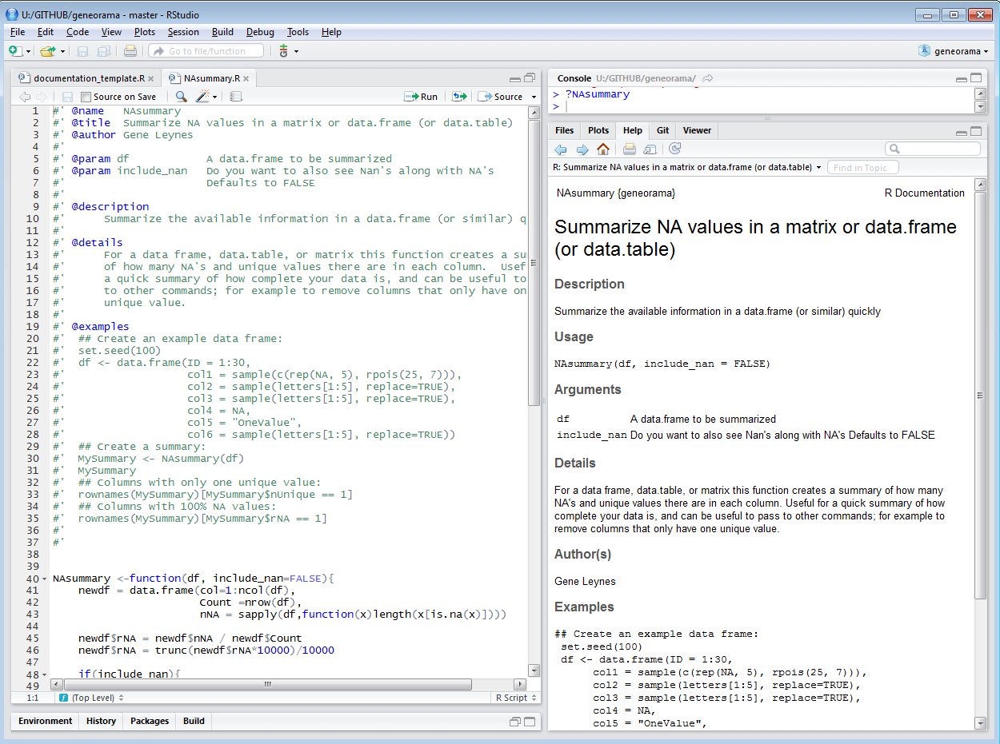 U:/GITHUB/geneorama - master - RStudio
File Edit Code View Plots Session Build Debug Tools Help
Go to file/function
geneorama
documentation_template.R
NAsummary.R
Source on Save
Run
Source
1 #' @name   NAsummary
2 #' @title  Summarize NA values in a matrix or data.frame (or data.table)
3 #' @author Gene Leynes
4 #'
5 #' @param df            A data.frame to be summarized
6 #' @param include_nan   Do you want to also see Nan's along with NA's
7 #'                      Defaults to FALSE
8 #'
9 #' @description
10 #'      Summarize the available information in a data.frame (or similar) q
11 #'
12 #' @details
13 #'      For a data frame, data.table, or matrix this function creates a su
14 #'      of how many NA's and unique values there are in each column.  Usef
15 #'      a quick summary of how complete your data is, and can be useful to
16 #'      to other commands; for example to remove columns that only have on
17 #'      unique value.
18 #'
19 #' @examples
20 #'  ## Create an example data frame:
21 #'  set.seed(100)
22 #'  df <- data.frame(ID = 1:30,
23 #'                   col1 = sample(c(rep(NA, 5), rpois(25, 7))),
24 #'                   col2 = sample(letters[1:5], replace=TRUE),
25 #'                   col3 = sample(letters[1:5], replace=TRUE),
26 #'                   col4 = NA,
27 #'                   col5 = "OneValue",
28 #'                   col6 = sample(letters[1:5], replace=TRUE))
29 #'  ## Create a summary:
30 #'  MySummary <- NAsummary(df)
31 #'  MySummary
32 #'  ## Columns with only one unique value:
33 #'  rownames(MySummary)[MySummary$nUnique == 1]
34 #'  ## Columns with 100% NA values:
35 #'  rownames(MySummary)[MySummary$rNA == 1]
36 #'
37 #'
38
39
40 NAsummary <-function(df, include_nan=FALSE){
41     newdf = data.frame(col=1:ncol(df),
42                        Count =nrow(df),
43                        nNA = sapply(df,function(x)length(x[is.na(x)])))
44
45     newdf$rNA = newdf$nNA / newdf$Count
46     newdf$rNA = trunc(newdf$rNA*10000)/10000
47
48     if(include_nan){
49
1:1 (Top Level) R Script
Environment History Packages Build
Console U:/GITHUB/geneorama/
> ?NAsummary
>
Files Plots Help Git Viewer
R: Summarize NA values in a matrix or data.frame (or data.table)
Find in Topic
NAsummary {geneorama}
R Documentation
Summarize NA values in a matrix or data.frame
(or data.table)
Description
Summarize the available information in a data.frame (or similar) quickly
Usage
NAsummary(df, include_nan = FALSE)
Arguments
df A data.frame to be summarized
include_nan Do you want to also see Nan's along with NA's Defaults to FALSE
Details
For a data frame, data.table, or matrix this function creates a summary of how many
NA's and unique values there are in each column. Useful for a quick summary of how
complete your data is, and can be useful to pass to other commands; for example to
remove columns that only have one unique value.
Author(s)
Gene Leynes
Examples
## Create an example data frame:
set.seed(100)
df <- data.frame(ID = 1:30,
col1 = sample(c(rep(NA, 5), rpois(25, 7))),
col2 = sample(letters[1:5], replace=TRUE),
col3 = sample(letters[1:5], replace=TRUE),
col4 = NA,
col5 = "OneValue",